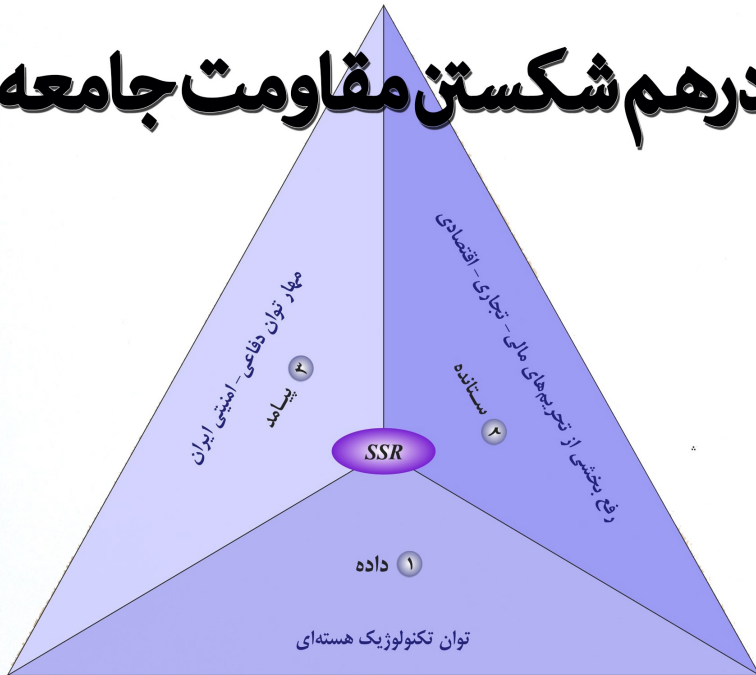 درهم شکستن مقاومت جامعه
رفع بخشی از تحریم‌های مالی - تجاری - اقتصادی
۲ ستانده
مهار توان دفاعی - امنیتی ایران
۳ پیامد
SSR
۱ داده
توان تکنولوژیک هسته‌ای